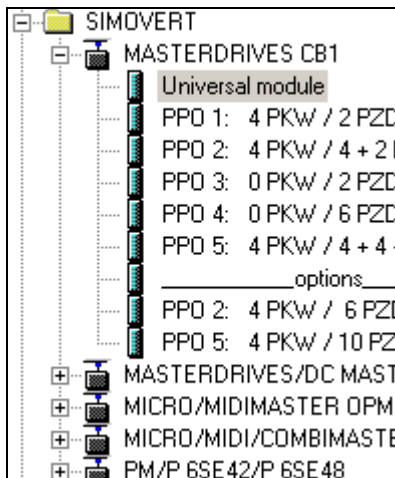 SIMOVERT
MASTERDRIVES CB1
Universal module
PPO 1: 4 PKW / 2 PZD
PPO 2: 4 PKW / 4 + 2
PPO 3: 0 PKW / 2 PZD
PPO 4: 0 PKW / 6 PZD
PPO 5: 4 PKW / 4 + 4
____________options____
PPO 2: 4 PKW / 6 PZD
PPO 5: 4 PKW / 10 PZ
MASTERDRIVES/DC MAST
MICRO/MIDIMASTER OPM
MICRO/MIDI/COMBIMASTE
PM/P 6SE42/P 6SE48